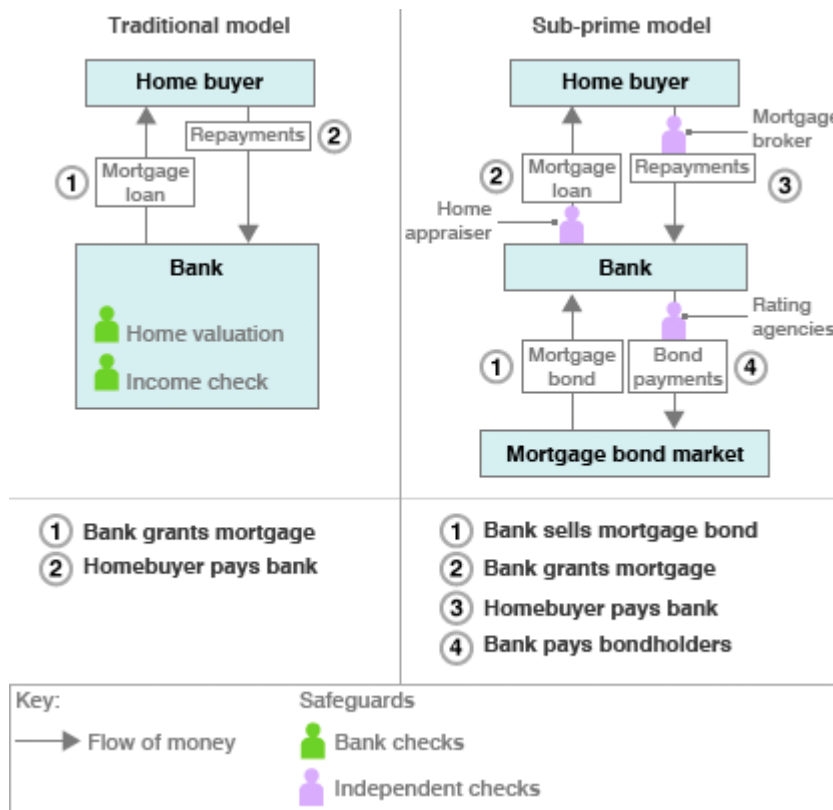 Traditional model
Home buyer
Repayments
2
1
Mortgage
loan
Bank
Home valuation
Income check
Sub-prime model
Home buyer
Mortgage
broker
2
Mortgage
loan
Repayments
3
Home
appraiser
Bank
Rating
agencies
1
Mortgage
bond
Bond
payments
4
Mortgage bond market
1 Bank grants mortgage
2 Homebuyer pays bank
1 Bank sells mortgage bond
2 Bank grants mortgage
3 Homebuyer pays bank
4 Bank pays bondholders
Key:
Flow of money
Safeguards
Bank checks
Independent checks